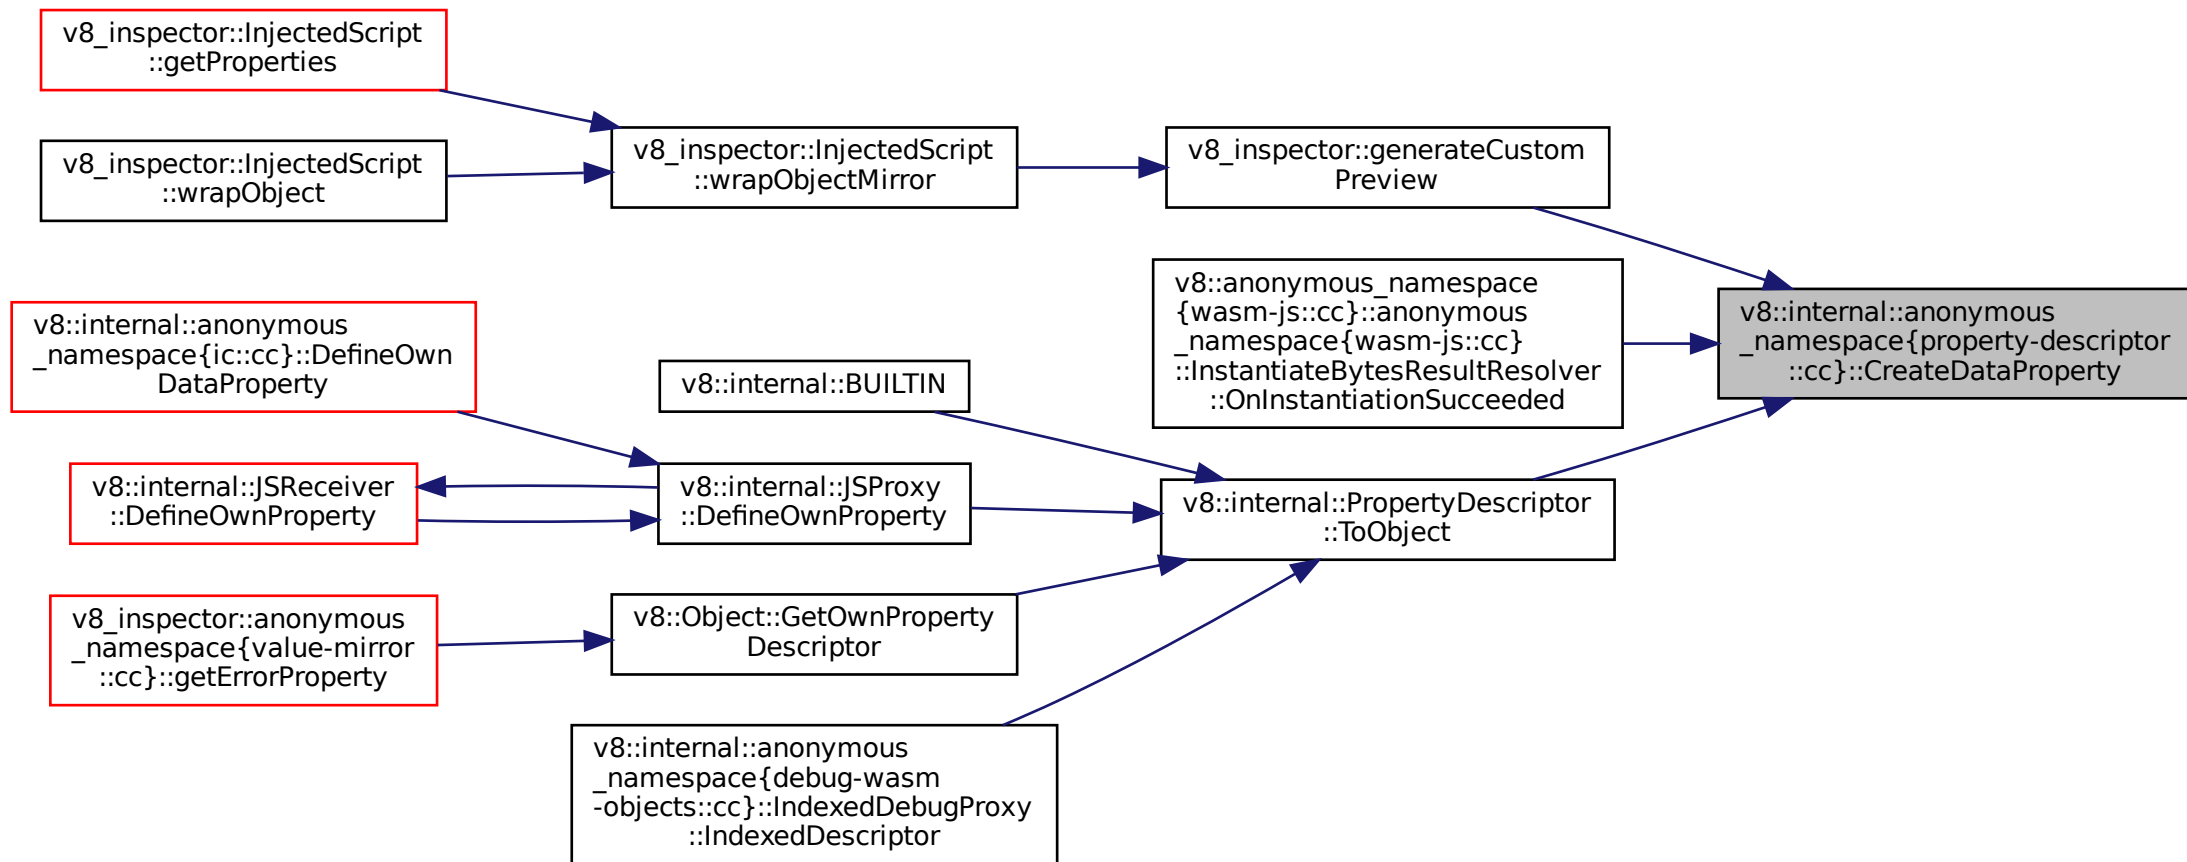 v8_inspector::InjectedScript
::getProperties
v8_inspector::InjectedScript
::wrapObject
v8_inspector::InjectedScript
::wrapObjectMirror
v8_inspector::generateCustom
Preview
v8::anonymous_namespace
{wasm-js::cc}::anonymous
_namespace{wasm-js::cc}
::InstantiateBytesResultResolver
::OnInstantiationSucceeded
v8::internal::anonymous
_namespace{property-descriptor
::cc}::CreateDataProperty
v8::internal::anonymous
_namespace{ic::cc}::DefineOwn
DataProperty
v8::internal::BUILTIN
v8::internal::JSReceiver
::DefineOwnProperty
v8::internal::JSProxy
::DefineOwnProperty
v8::internal::PropertyDescriptor
::ToObject
v8_inspector::anonymous
_namespace{value-mirror
::cc}::getErrorProperty
v8::Object::GetOwnProperty
Descriptor
v8::internal::anonymous
_namespace{debug-wasm
-objects::cc}::IndexedDebugProxy
::IndexedDescriptor